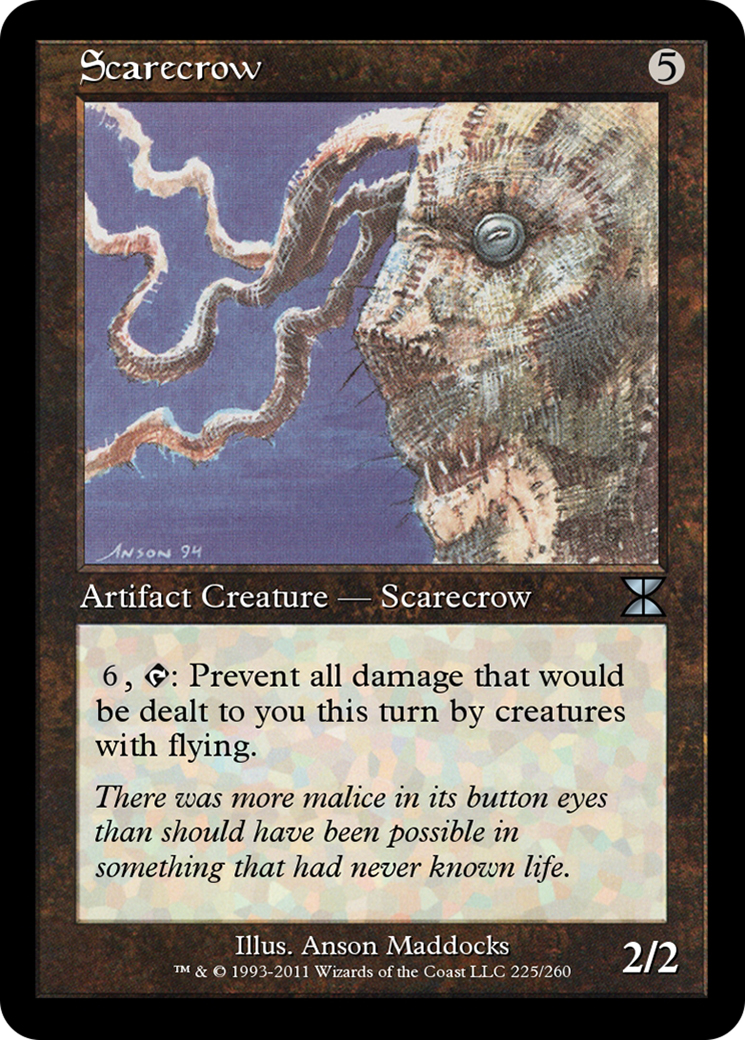 Scarecrow
5
ANSON 94
Artifact Creature — Scarecrow
6, : Prevent all damage that would
be dealt to you this turn by creatures
with flying.
There was more malice in its button eyes
than should have been possible in
something that had never known life.
Illus. Anson Maddocks
™ & © 1993-2011 Wizards of the Coast LLC 225/260
2/2